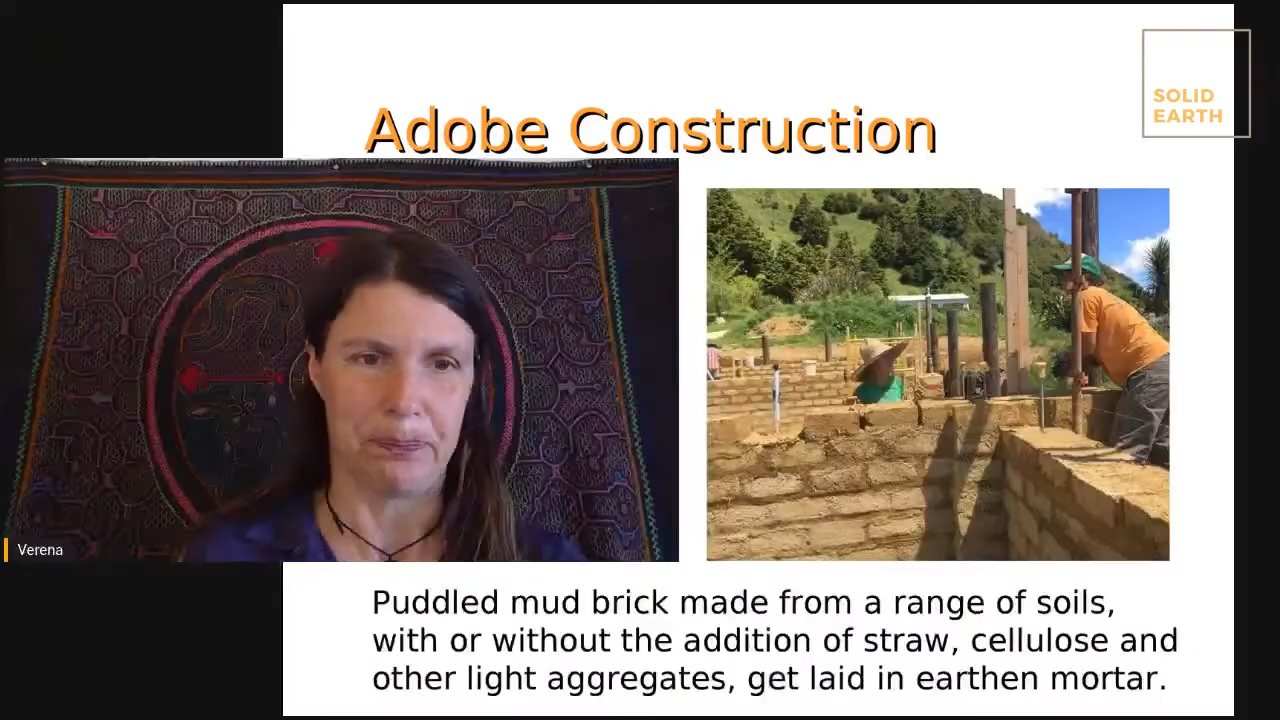 SOLID
EARTH
Adobe Construction
Verena
Puddled mud brick made from a range of soils,
with or without the addition of straw, cellulose and
other light aggregates, get laid in earthen mortar.